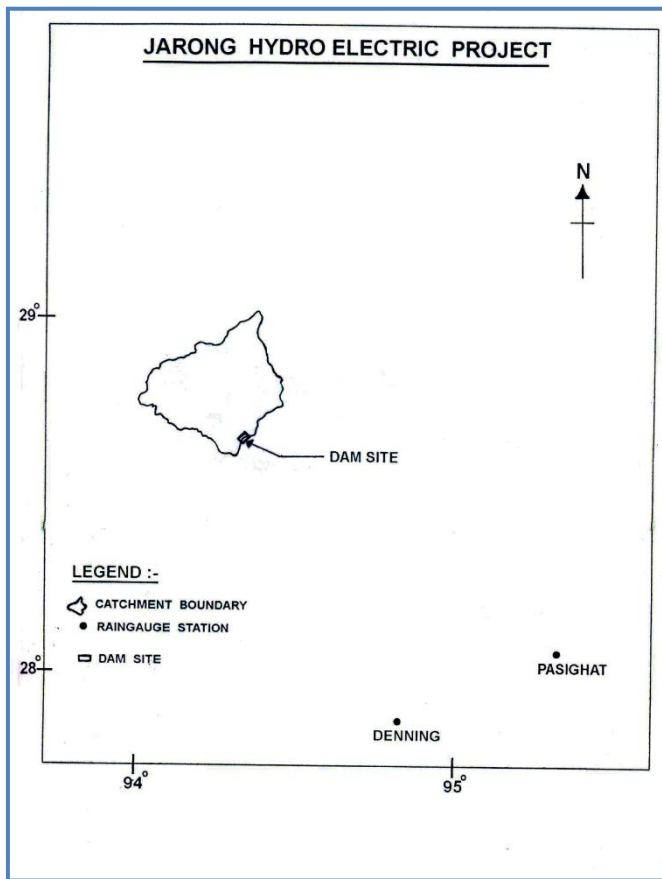 JARONG HYDRO ELECTRIC PROJECT
N
29°
DAM SITE
LEGEND :-
CATCHMENT BOUNDARY
RAINGAUGE STATION
DAM SITE
28°
PASIGHAT
DENNING
94°
95°